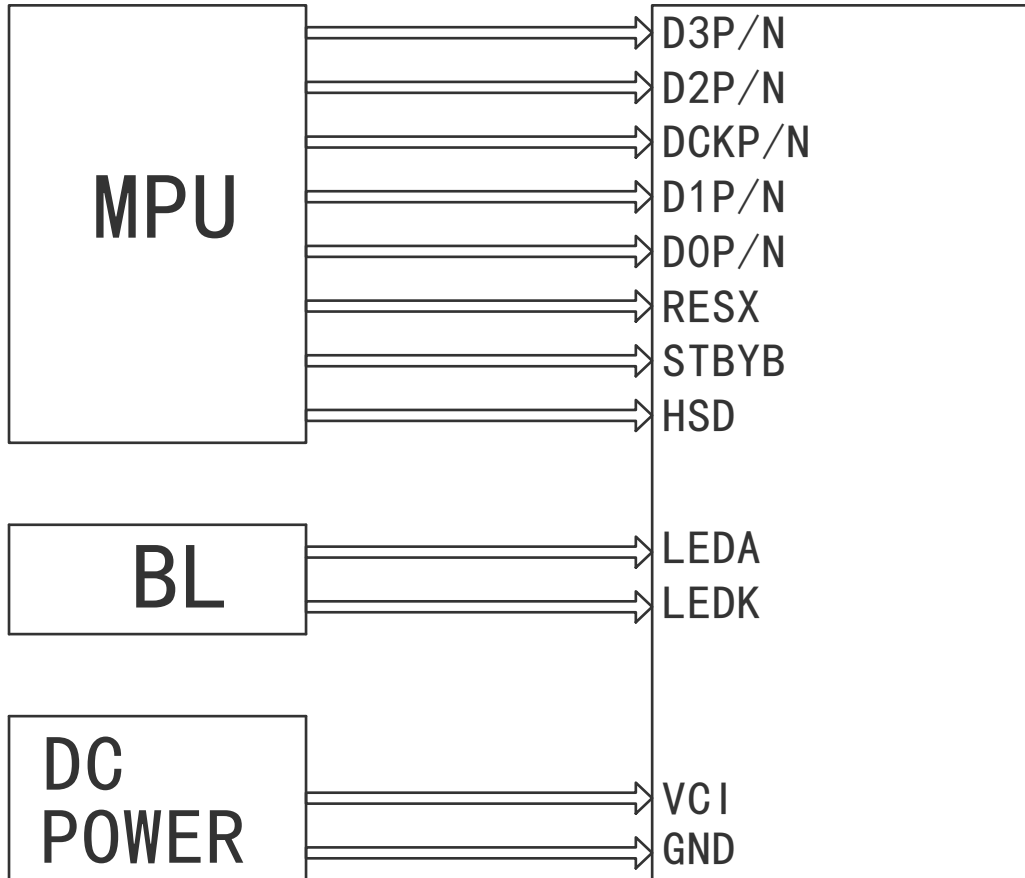 MPU
D3P/N
D2P/N
DCKP/N
D1P/N
D0P/N
RESX
STBYB
HSD
BL
LEDA
LEDK
DC
POWER
VCI
GND